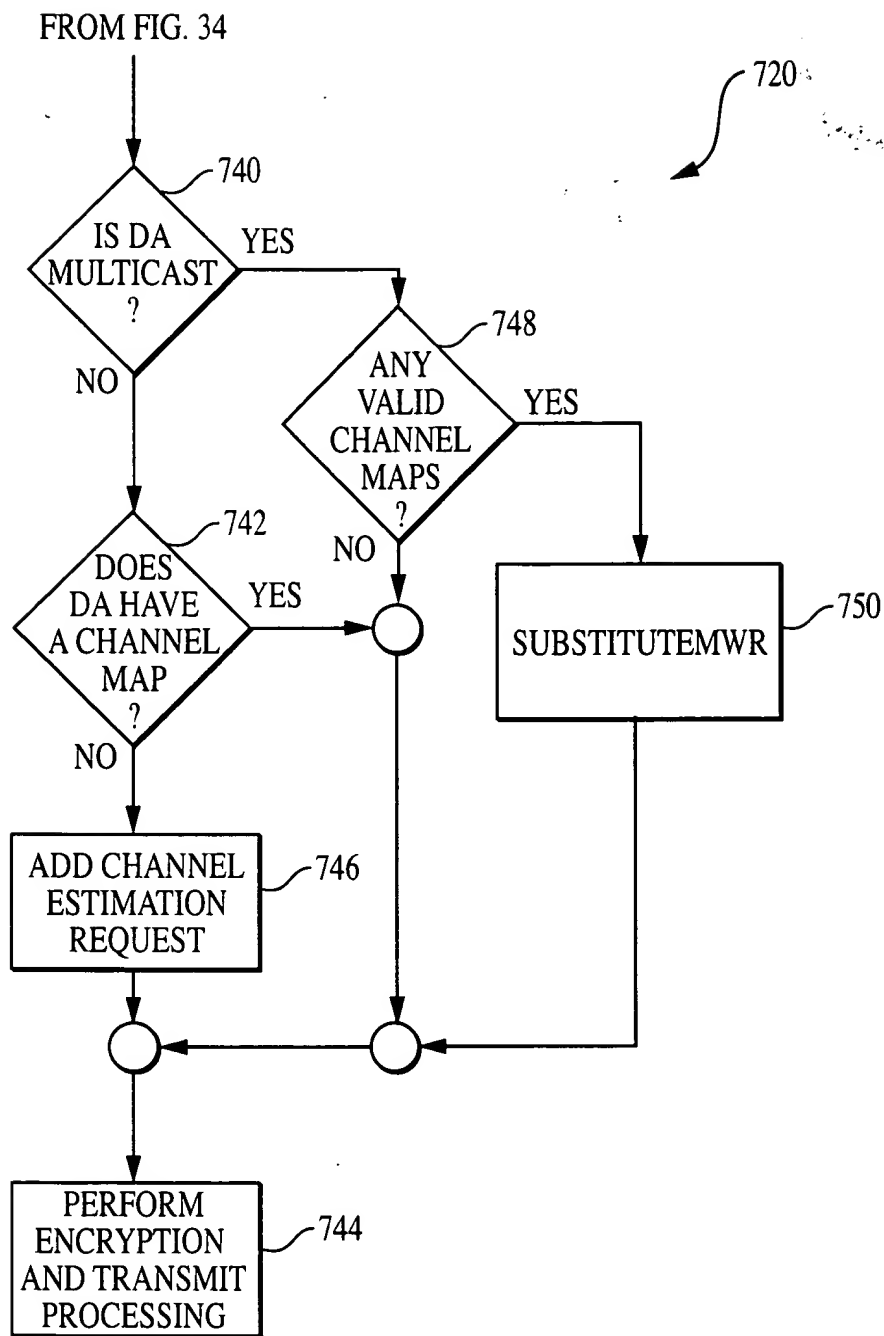 FROM FIG. 34
720
740
IS DA
MULTICAST
?
YES
NO
748
ANY
VALID
CHANNEL
MAPS
?
YES
NO
742
DOES
DA HAVE
A CHANNEL
MAP
?
YES
NO
750
SUBSTITUTEMWR
ADD CHANNEL
ESTIMATION
REQUEST
746
PERFORM
ENCRYPTION
AND TRANSMIT
PROCESSING
744